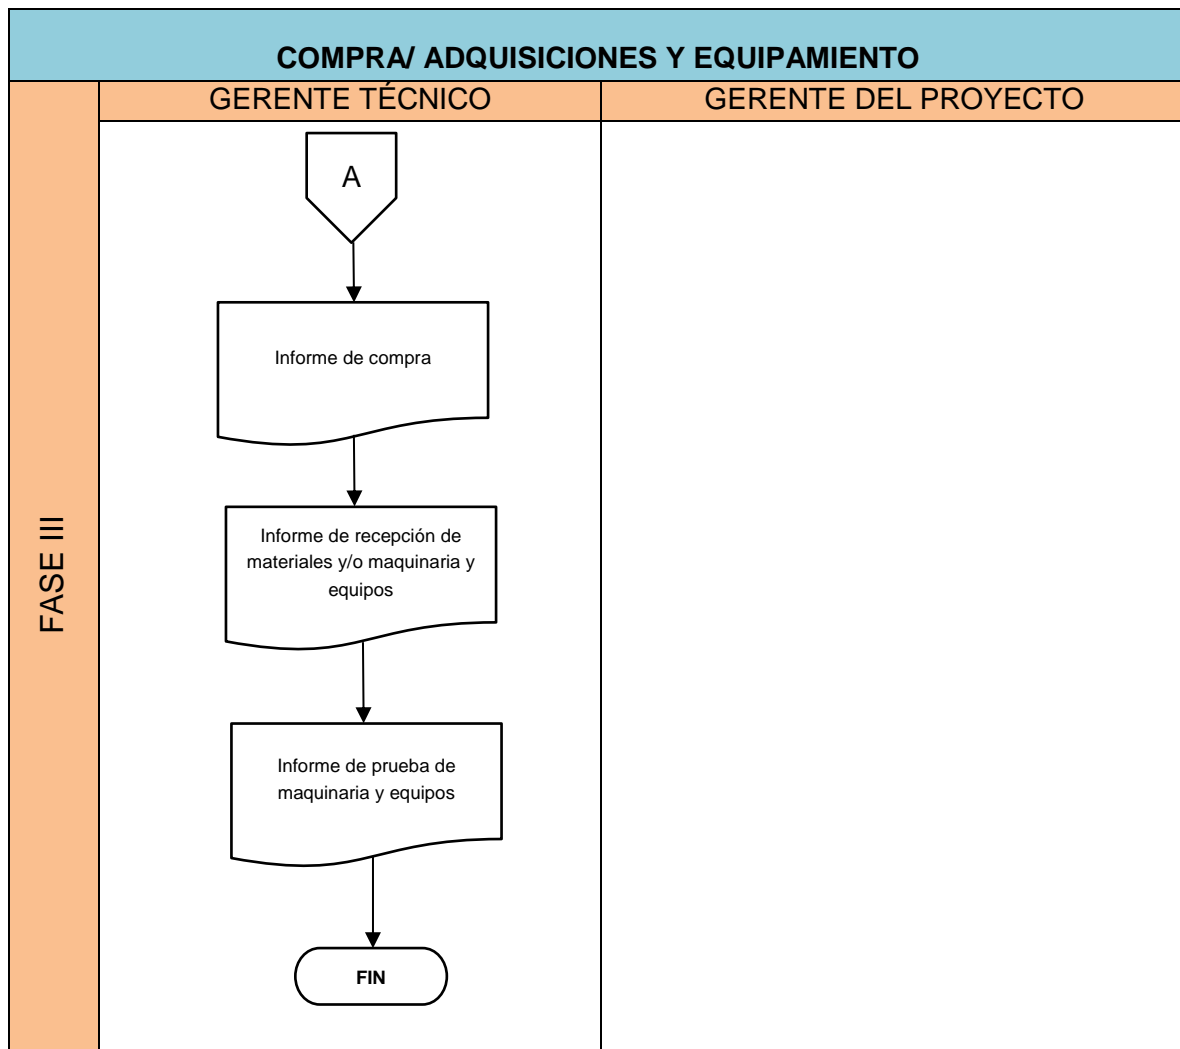 COMPRA/ ADQUISICIONES Y EQUIPAMIENTO
GERENTE TÉCNICO
GERENTE DEL PROYECTO
FASE III
A
Informe de compra
Informe de recepción de
materiales y/o maquinaria y
equipos
Informe de prueba de
maquinaria y equipos
FIN